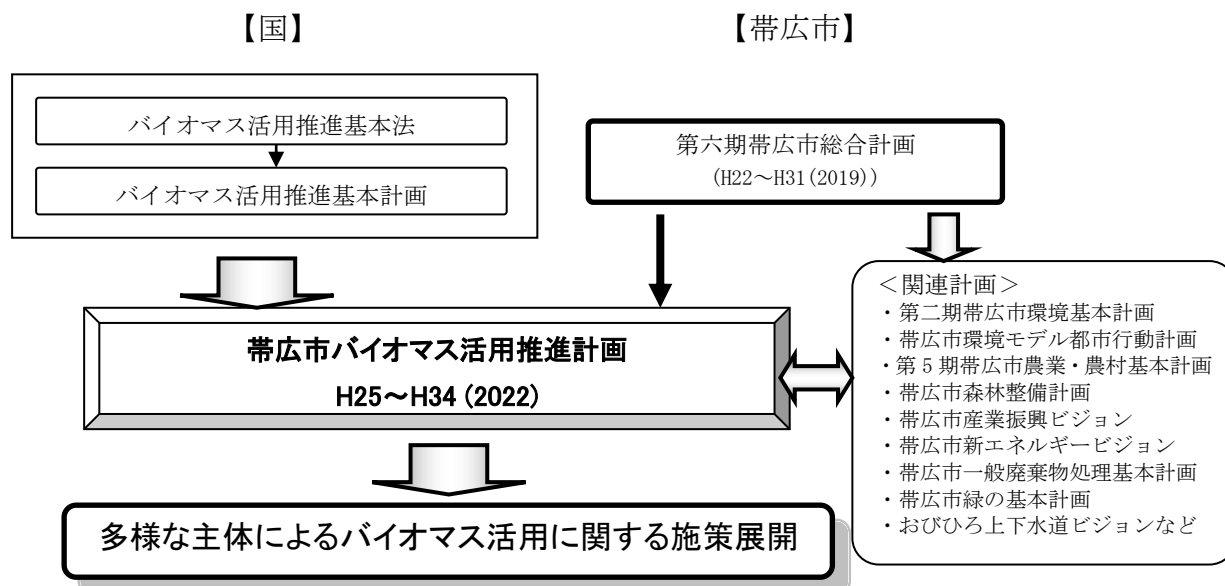 【国】
【帯広市】
バイオマス活用推進基本法
バイオマス活用推進基本計画
第六期帯広市総合計画
(H22～H31(2019))
帯広市バイオマス活用推進計画
H25～H34 (2022)
＜関連計画＞
・第二期帯広市環境基本計画
・帯広市環境モデル都市行動計画
・第5期帯広市農業・農村基本計画
・帯広市森林整備計画
・帯広市産業振興ビジョン
・帯広市新エネルギービジョン
・帯広市一般廃棄物処理基本計画
・帯広市緑の基本計画
・おびひろ上下水道ビジョンなど
多様な主体によるバイオマス活用に関する施策展開